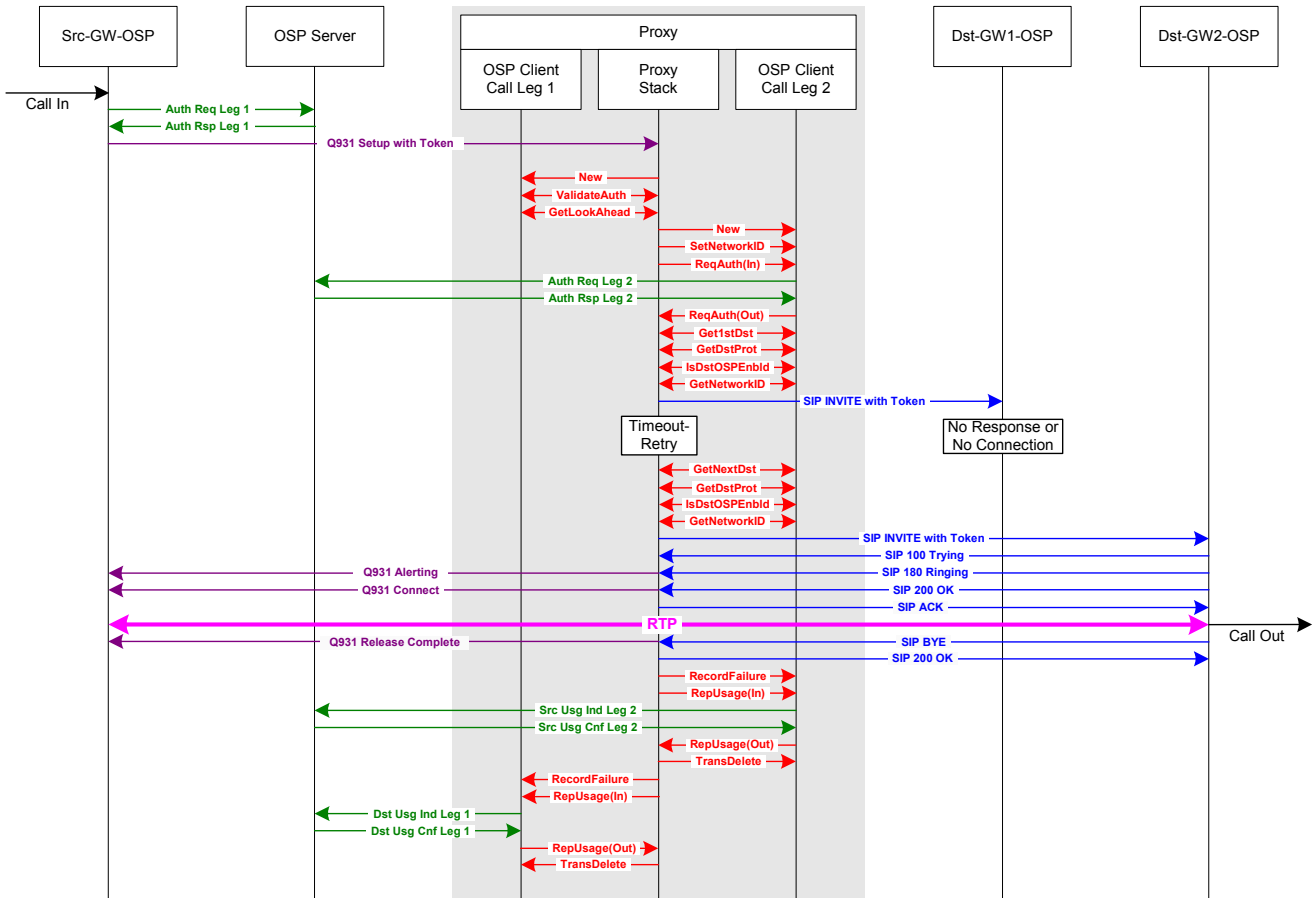 Src-GW-OSP
OSP Server
Proxy
Dst-GW1-OSP
Dst-GW2-OSP
OSP Client
Call Leg 1
Proxy
Stack
OSP Client
Call Leg 2
Call In
Auth Req Leg 1
Auth Rsp Leg 1
Q931 Setup with Token
New
ValidateAuth
GetLookAhead
New
SetNetworkID
ReqAuth(In)
Auth Req Leg 2
Auth Rsp Leg 2
ReqAuth(Out)
Get1stDst
GetDstProt
IsDstOSPEnbld
GetNetworkID
SIP INVITE with Token
Timeout-
Retry
No Response or
No Connection
GetNextDst
GetDstProt
IsDstOSPEnbld
GetNetworkID
SIP INVITE with Token
SIP 100 Trying
Q931 Alerting
SIP 180 Ringing
Q931 Connect
SIP 200 OK
SIP ACK
RTP
Call Out
Q931 Release Complete
SIP BYE
SIP 200 OK
RecordFailure
RepUsage(In)
Src Usg Ind Leg 2
Src Usg Cnf Leg 2
RepUsage(Out)
TransDelete
RecordFailure
RepUsage(In)
Dst Usg Ind Leg 1
Dst Usg Cnf Leg 1
RepUsage(Out)
TransDelete